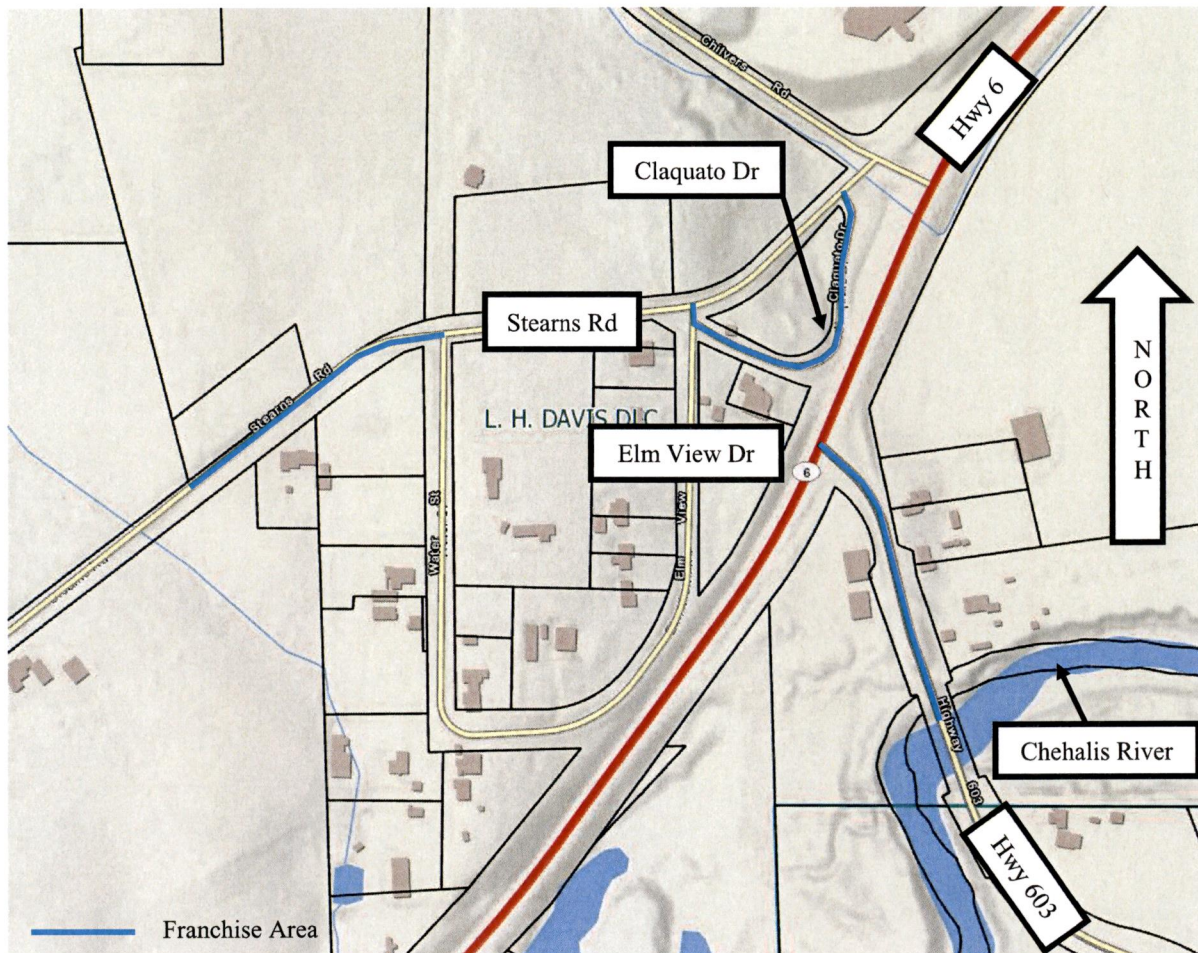 Chilvers Rd
Hwy 6
Claquato Dr
Claquato Dr
Stearns Rd
Stearns Rd
L. H. DAVIS DLC
Elm View Dr
6
NORTH
Water St
Elm View
Highway 603
Chehalis River
Hwy 603
Franchise Area